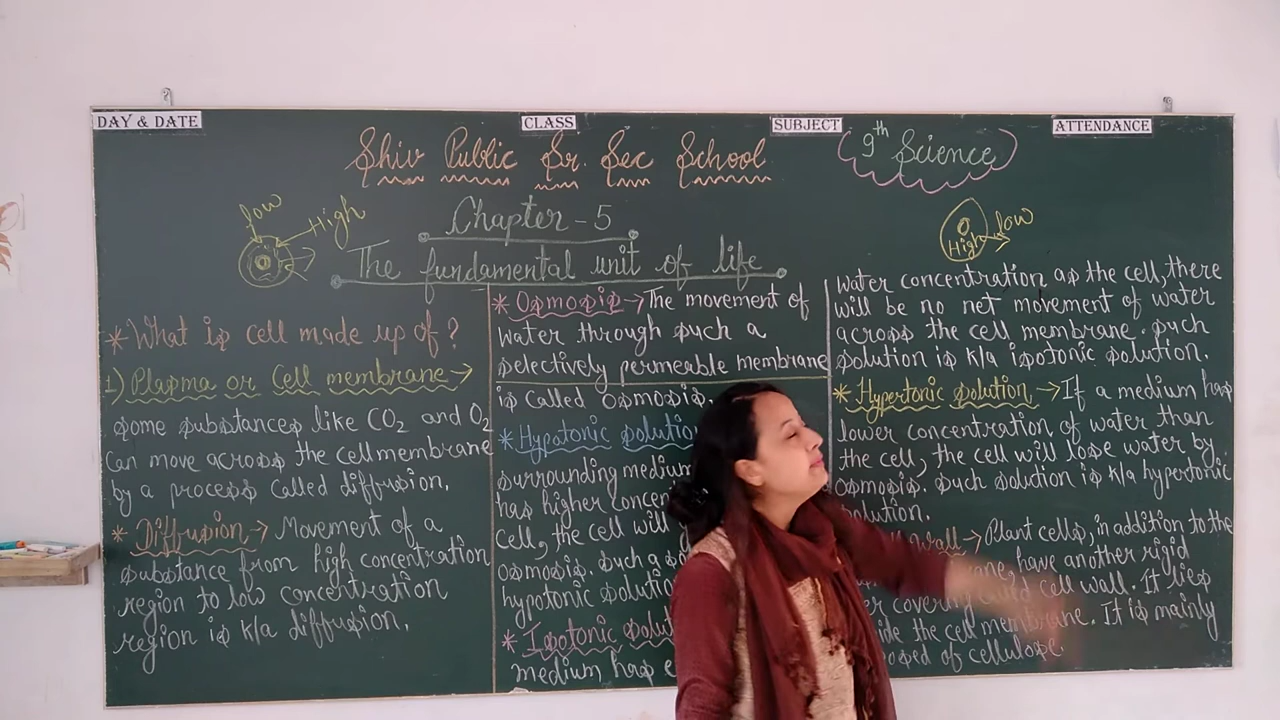 DAY & DATE
CLASS
SUBJECT
ATTENDANCE
Shiv Public Sr. Sec School
9th Science
Chapter - 5
The fundamental unit of life
low
High
High
low
* What is cell made up of?
1) Plasma or Cell membrane →
some substances like CO2 and O2
can move across the cell membrane
by a process called diffusion.
* Diffusion → Movement of a
substance from high concentration
region to low concentration
region is k/a diffusion.
* Osmosis → The movement of
water through such a
selectively permeable membrane
is called Osmosis.
* Hypotonic
surrounding medium
has higher
cell, the cell will
Osmosis. Such a
hypotonic
* Isotonic
medium has
water concentration as the cell, there
will be no net movement of water
across the cell membrane. Such
solution is k/a isotonic solution.
* Hypertonic solution → If a medium has
lower concentration of water than
the cell, the cell will lose water by
Osmosis. Such solution is k/a hypertonic
solution.
wall → Plant cells, in addition to the
have another rigid
covering called cell wall. It lies
the cell membrane. It is mainly
of cellulose.